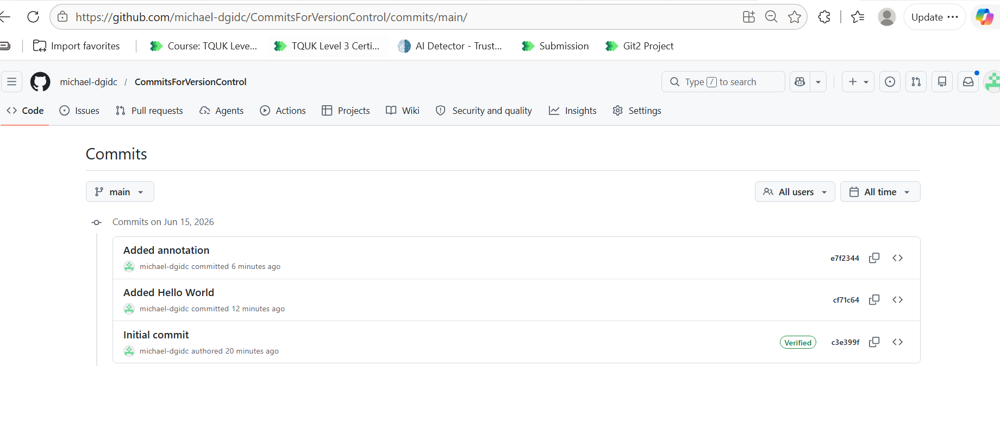 https://github.com/michael-dgidc/CommitsForVersionControl/commits/main/
Update
Import favorites
Course: TQUK Leve...
TQUK Level 3 Certi...
AI Detector - Trust...
Submission
Git2 Project
michael-dgidc / CommitsForVersionControl
Type / to search
Code
Issues
Pull requests
Agents
Actions
Projects
Wiki
Security and quality
Insights
Settings
Commits
main
All users
All time
Commits on Jun 15, 2026
Added annotation
michael-dgidc committed 6 minutes ago
e7f2344
Added Hello World
michael-dgidc committed 12 minutes ago
cf71c64
Initial commit
michael-dgidc authored 20 minutes ago
Verified
c3e399f